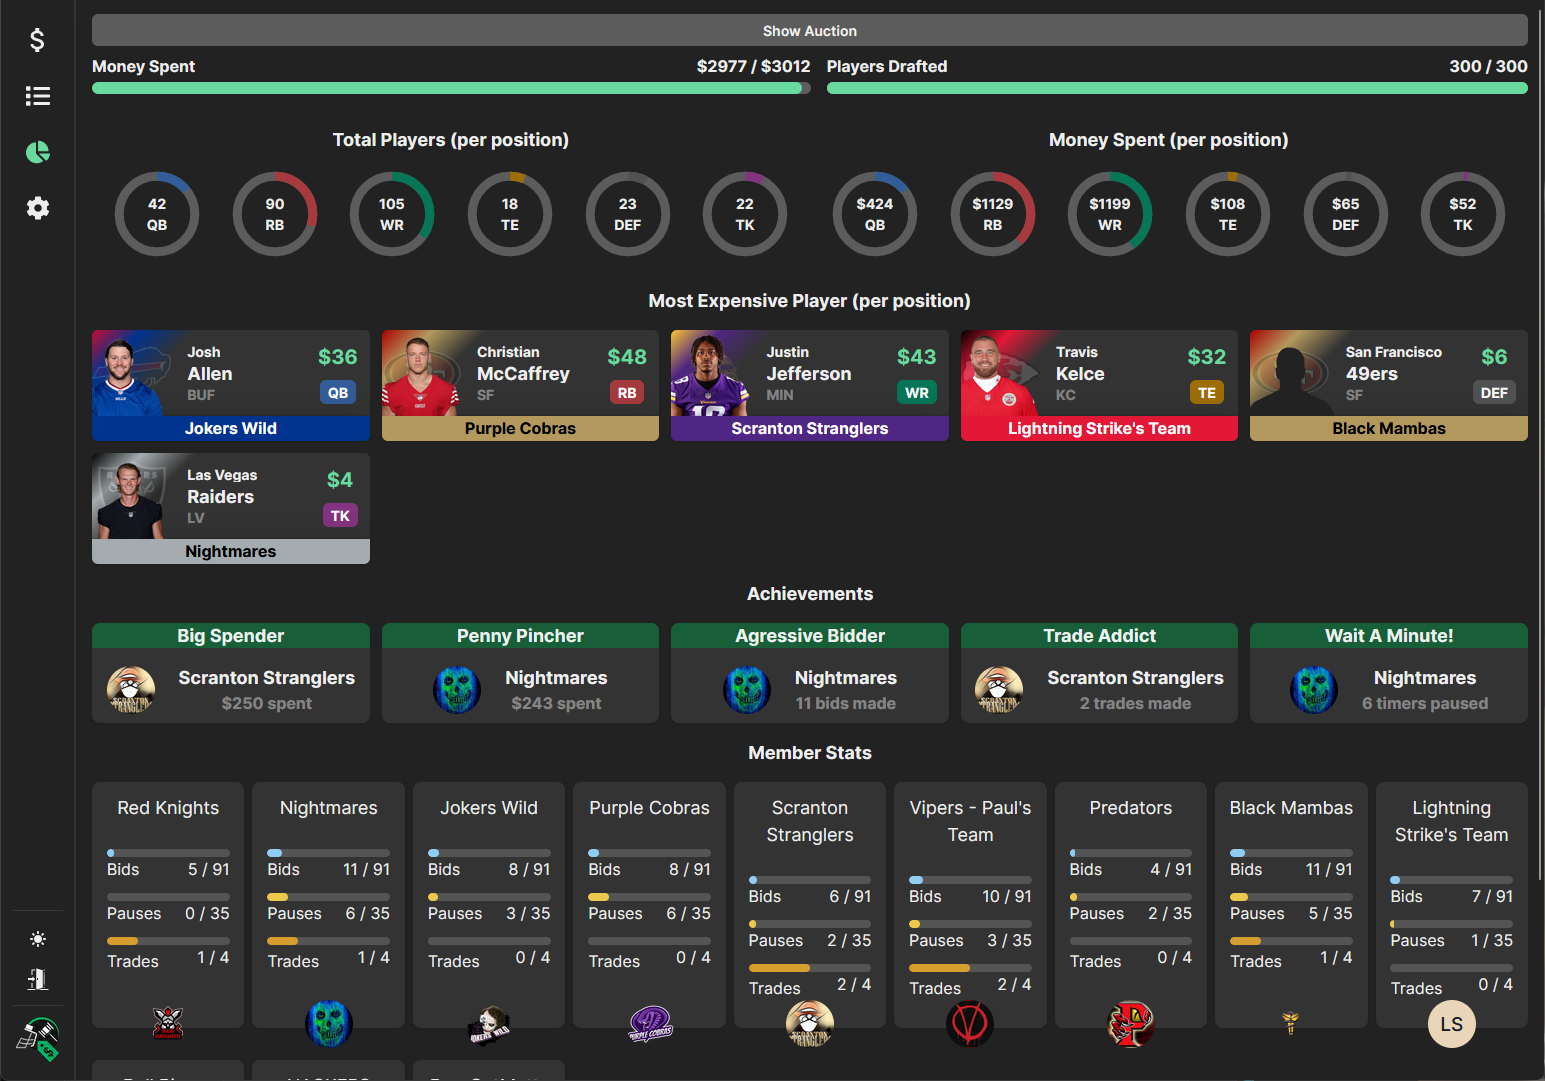 Show Auction
Money Spent $2977 / $3012
Players Drafted 300 / 300
Total Players (per position)
42 QB
90 RB
105 WR
18 TE
23 DEF
22 TK
Money Spent (per position)
$424 QB
$1129 RB
$1199 WR
$108 TE
$65 DEF
$52 TK
Most Expensive Player (per position)
Josh
Allen
BUF
$36
QB
Jokers Wild
Christian
McCaffrey
SF
$48
RB
Purple Cobras
Justin
Jefferson
MIN
$43
WR
Scranton Stranglers
Travis
Kelce
KC
$32
TE
Lightning Strike's Team
San Francisco
49ers
SF
$6
DEF
Black Mambas
Las Vegas
Raiders
LV
$4
TK
Nightmares
Achievements
Big Spender
Scranton Stranglers
$250 spent
Penny Pincher
Nightmares
$243 spent
Agressive Bidder
Nightmares
11 bids made
Trade Addict
Scranton Stranglers
2 trades made
Wait A Minute!
Nightmares
6 timers paused
Member Stats
Red Knights
Bids 5 / 91
Pauses 0 / 35
Trades 1 / 4
Nightmares
Bids 11 / 91
Pauses 6 / 35
Trades 1 / 4
Jokers Wild
Bids 8 / 91
Pauses 3 / 35
Trades 0 / 4
Purple Cobras
Bids 8 / 91
Pauses 6 / 35
Trades 0 / 4
PURPLE COBRAS
Scranton
Stranglers
Bids 6 / 91
Pauses 2 / 35
Trades 2 / 4
Vipers - Paul's
Team
Bids 10 / 91
Pauses 3 / 35
Trades 2 / 4
Predators
Bids 4 / 91
Pauses 2 / 35
Trades 0 / 4
Black Mambas
Bids 11 / 91
Pauses 5 / 35
Trades 1 / 4
Lightning
Strike's Team
Bids 7 / 91
Pauses 1 / 35
Trades 0 / 4
LS